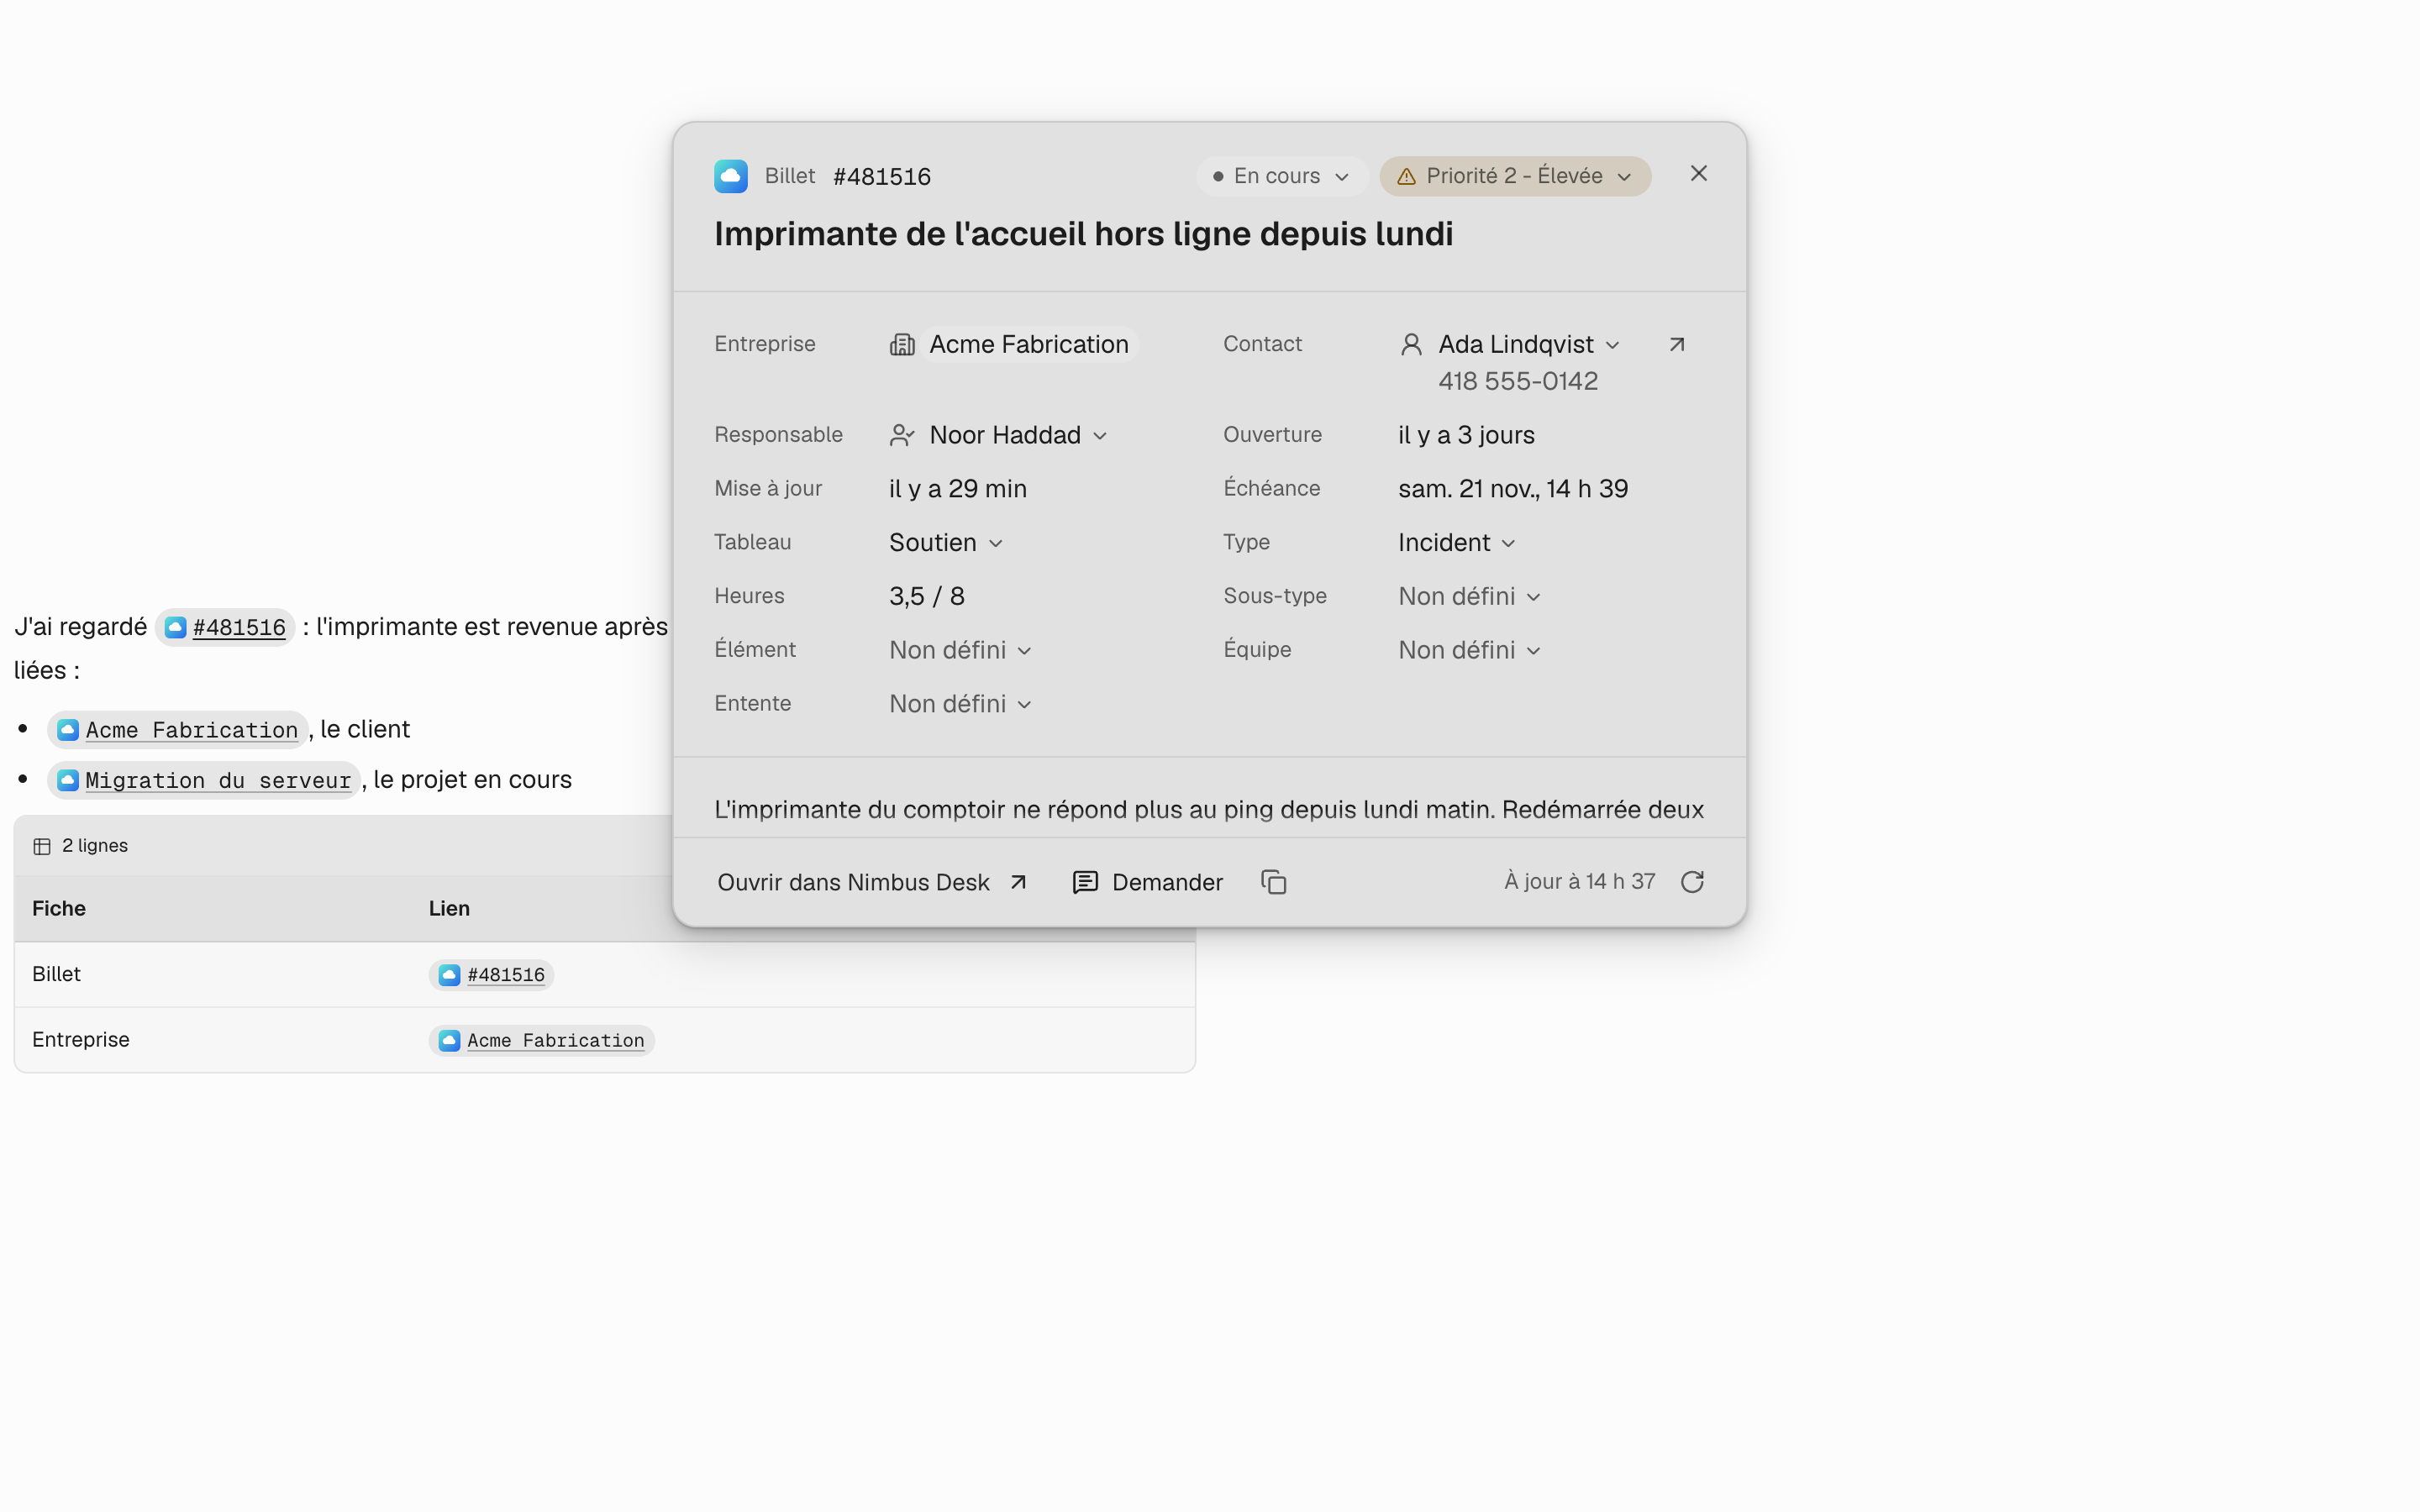 Billet #481516 En cours Priorité 2 - Élevée
Imprimante de l'accueil hors ligne depuis lundi
Entreprise Acme Fabrication Contact Ada Lindqvist
418 555-0142
Responsable Noor Haddad Ouverture il y a 3 jours
Mise à jour il y a 29 min Échéance sam. 21 nov., 14 h 39
Tableau Soutien Type Incident
Heures 3,5 / 8 Sous-type Non défini
Élément Non défini Équipe Non défini
Entente Non défini
L'imprimante du comptoir ne répond plus au ping depuis lundi matin. Redémarrée deux
Ouvrir dans Nimbus Desk Demander À jour à 14 h 37
J'ai regardé #481516 : l'imprimante est revenue après
liées :
• Acme Fabrication, le client
• Migration du serveur, le projet en cours
2 lignes
Fiche Lien
Billet #481516
Entreprise Acme Fabrication